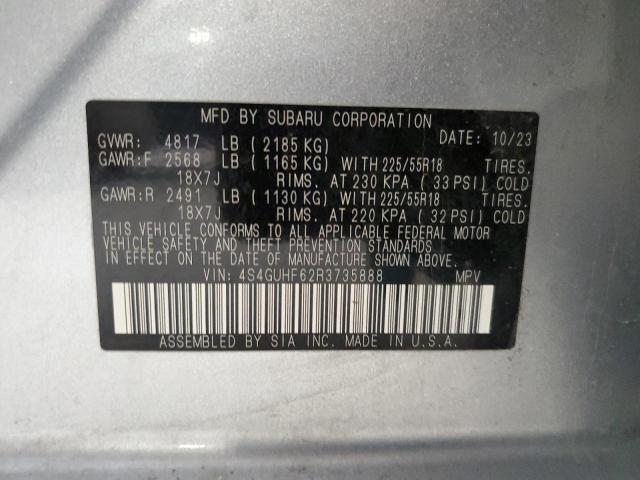 MFD BY SUBARU CORPORATION
GVWR: 4817 LB (2185 KG) DATE: 10/23
GAWR:F 2568 LB (1165 KG) WITH 225/55R18 TIRES.
18X7J RIMS. AT 230 KPA (33 PSI) COLD
GAWR:R 2491 LB (1130 KG) WITH 225/55R18 TIRES.
18X7J RIMS. AT 220 KPA (32 PSI) COLD
THIS VEHICLE CONFORMS TO ALL APPLICABLE FEDERAL MOTOR
VEHICLE SAFETY AND THEFT PREVENTION STANDARDS
IN EFFECT ON THE DATE OF MANUFACTURE SHOWN ABOVE.
VIN: 4S4GUHF62R3735888 MPV
ASSEMBLED BY SIA INC. MADE IN U.S.A.